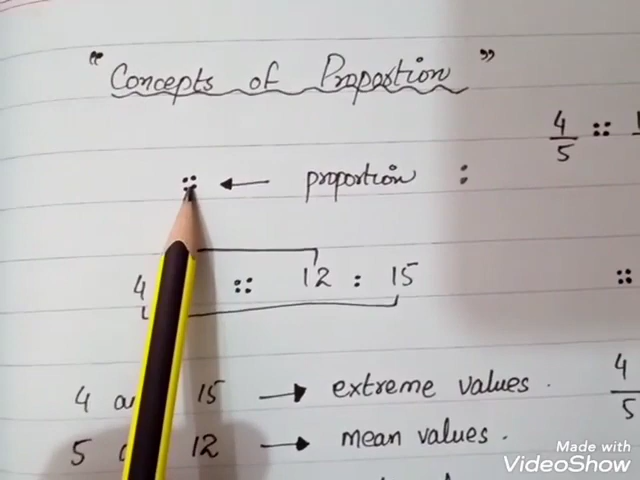 "Concepts of Proportion"
4/5 ::
:: ← proportion :
4 :: 12 : 15
::
4 15 → extreme values .
4/5
5 12 → mean values .
Made with
VideoShow